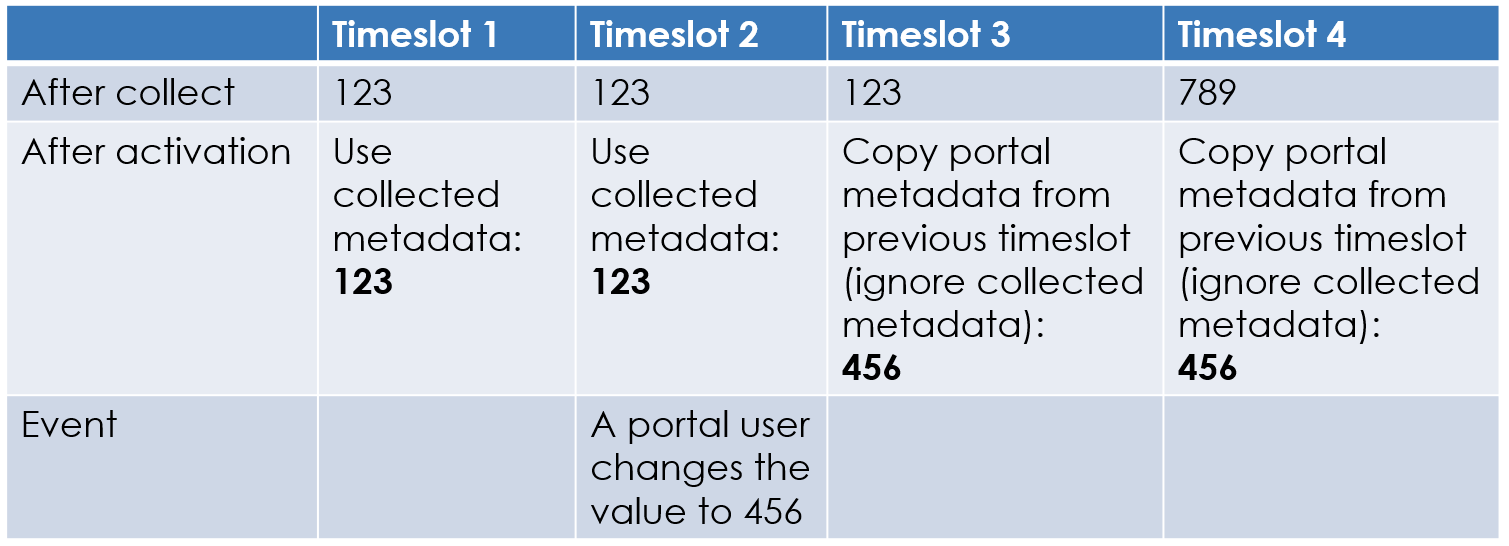 Timeslot 1 Timeslot 2 Timeslot 3 Timeslot 4
After collect 123 123 123 789
After activation
Use
collected
metadata:
123
Use
collected
metadata:
123
Copy portal
metadata from
previous timeslot
(ignore collected
metadata):
456
Copy portal
metadata from
previous timeslot
(ignore collected
metadata):
456
Event
A portal user
changes the
value to 456